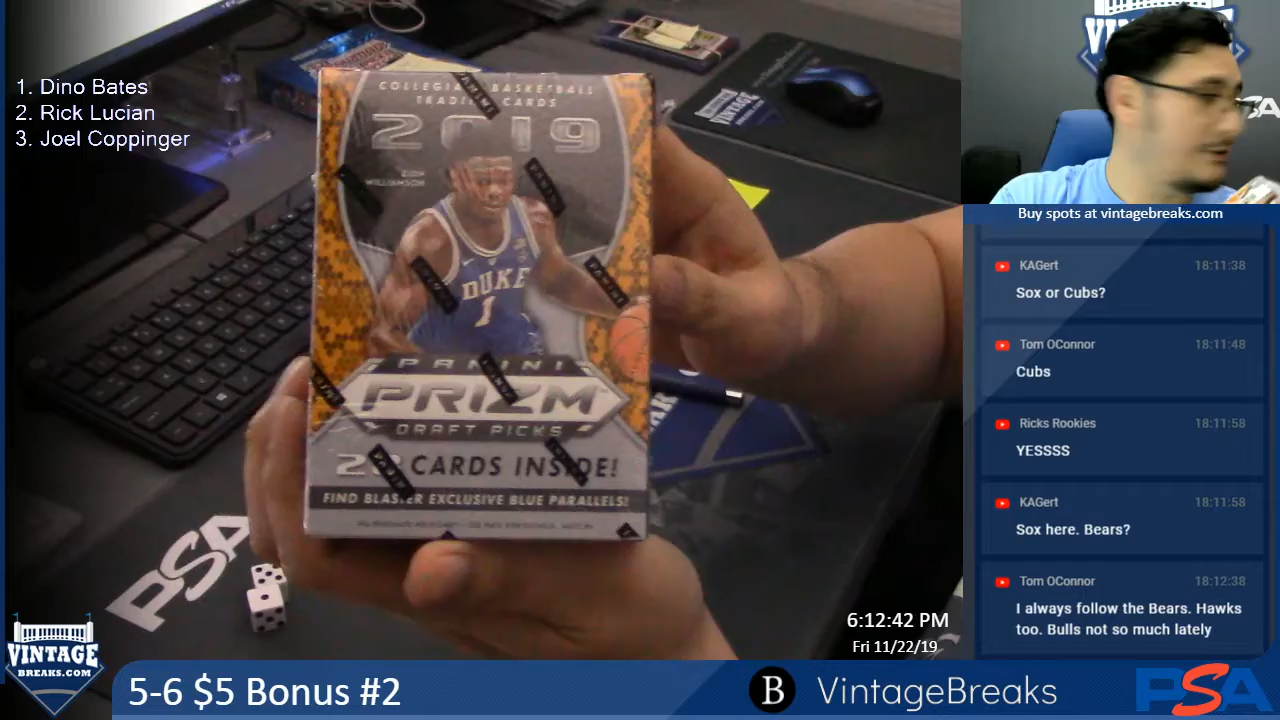 1. Dino Bates
2. Rick Lucian
3. Joel Coppinger
COLLEGIATE BASKETBALL
TRADING CARDS
2019
ZION
WILLIAMSON
DUKE
1
PANINI
PRIZM
DRAFT PICKS
CARDS INSIDE!
FIND BLASTER EXCLUSIVE BLUE PARALLELS!
PSA
VINTAGE
Buy spots at vintagebreaks.com
KAGert 18:11:38
Sox or Cubs?
Tom OConnor 18:11:48
Cubs
Ricks Rookies 18:11:58
YESSSS
KAGert 18:11:58
Sox here. Bears?
Tom OConnor 18:12:38
I always follow the Bears. Hawks
too. Bulls not so much lately
6:12:42 PM
Fri 11/22/19
VINTAGE
BREAKS.COM
5-6 $5 Bonus #2
B VintageBreaks
PSA